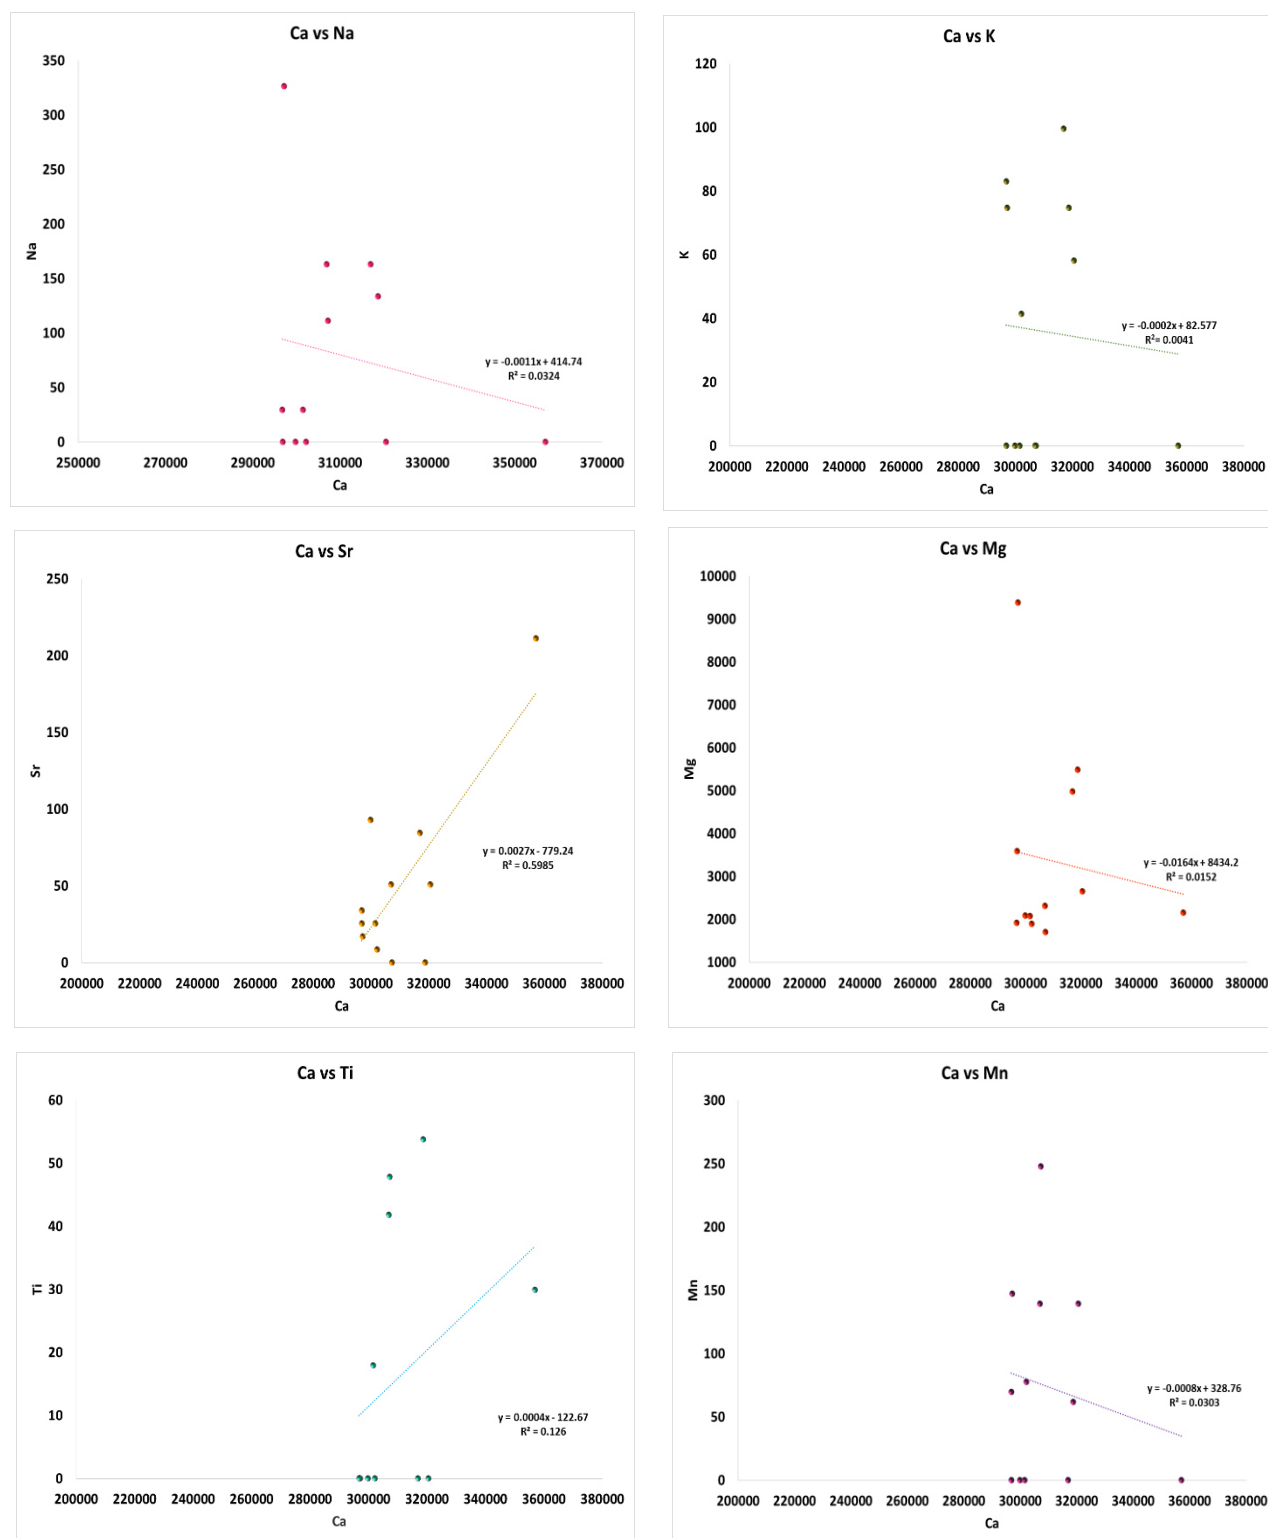 Ca vs Na
350
300
250
200
150
100
50
0
Na
y = -0.0011x + 414.74
R² = 0.0324
250000 270000 290000 310000 330000 350000 370000
Ca
Ca vs K
120
100
80
60
40
20
0
K
y = -0.0002x + 82.577
R² = 0.0041
200000 220000 240000 260000 280000 300000 320000 340000 360000 380000
Ca
Ca vs Sr
250
200
150
100
50
0
Sr
y = 0.0027x - 779.24
R² = 0.5985
200000 220000 240000 260000 280000 300000 320000 340000 360000 380000
Ca
Ca vs Mg
10000
9000
8000
7000
6000
5000
4000
3000
2000
1000
Mg
y = -0.0164x + 8434.2
R² = 0.0152
200000 220000 240000 260000 280000 300000 320000 340000 360000 380000
Ca
Ca vs Ti
60
50
40
30
20
10
0
Ti
y = 0.0004x - 122.67
R² = 0.126
200000 220000 240000 260000 280000 300000 320000 340000 360000 380000
Ca
Ca vs Mn
300
250
200
150
100
50
0
Mn
y = -0.0008x + 328.76
R² = 0.0303
200000 220000 240000 260000 280000 300000 320000 340000 360000 380000
Ca